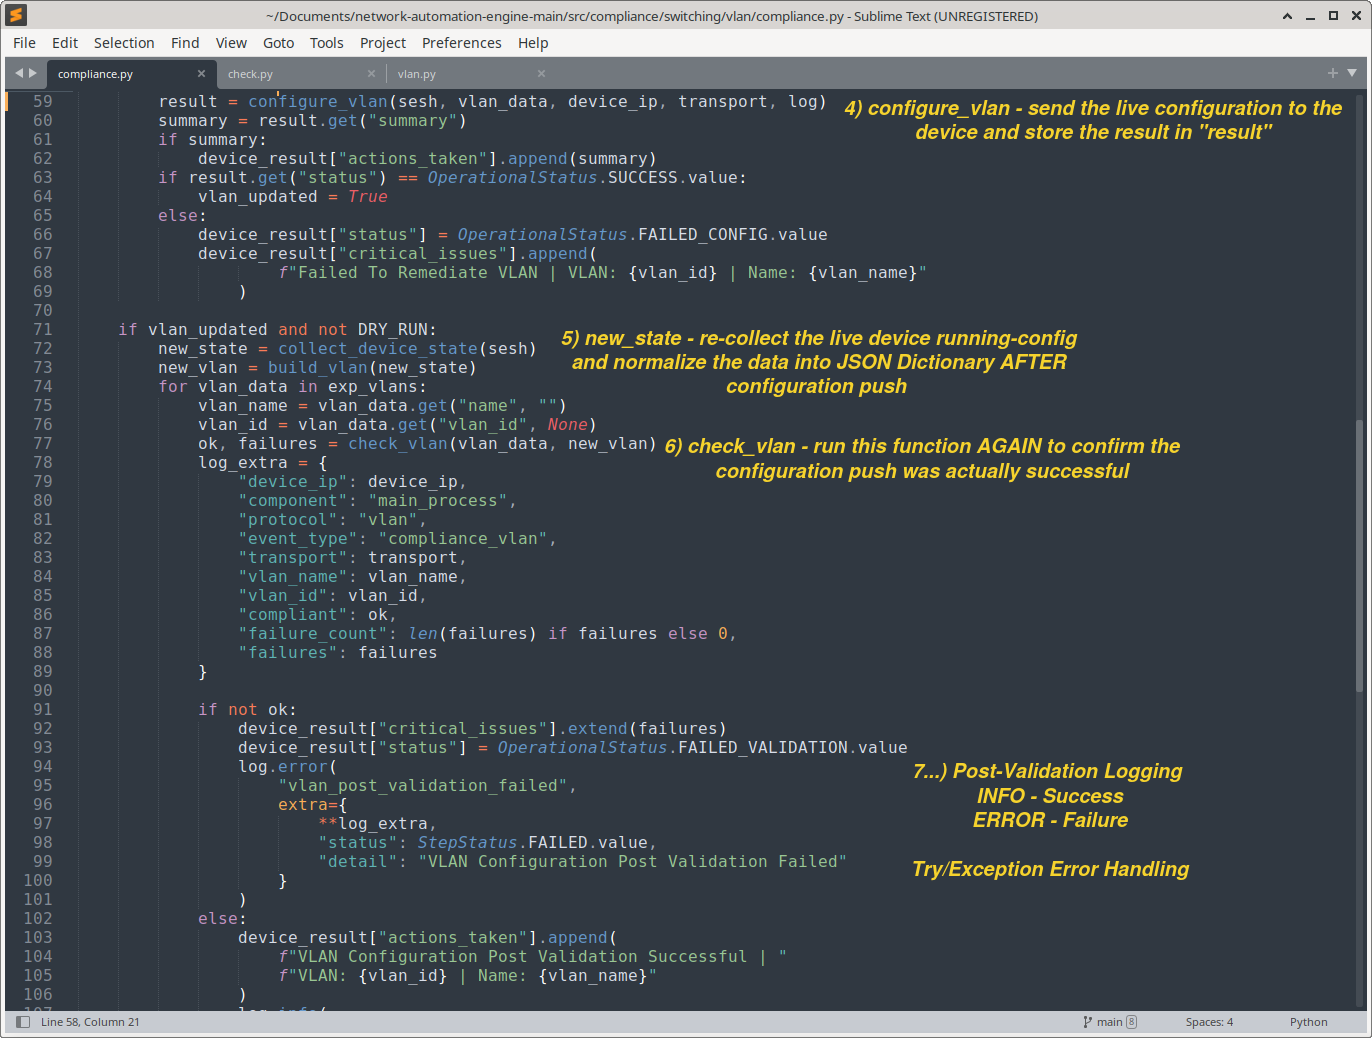 ~/Documents/network-automation-engine-main/src/compliance/switching/vlan/compliance.py - Sublime Text (UNREGISTERED)
File Edit Selection Find View Goto Tools Project Preferences Help
compliance.py check.py vlan.py
59 result = configure_vlan(sesh, vlan_data, device_ip, transport, log)
4) configure_vlan - send the live configuration to the
device and store the result in "result"
60 summary = result.get("summary")
61 if summary:
62 device_result["actions_taken"].append(summary)
63 if result.get("status") == OperationalStatus.SUCCESS.value:
64 vlan_updated = True
65 else:
66 device_result["status"] = OperationalStatus.FAILED_CONFIG.value
67 device_result["critical_issues"].append(
68 f"Failed To Remediate VLAN | VLAN: {vlan_id} | Name: {vlan_name}"
69 )
70
71 if vlan_updated and not DRY_RUN:
72 new_state = collect_device_state(sesh)
5) new_state - re-collect the live device running-config
and normalize the data into JSON Dictionary AFTER
configuration push
73 new_vlan = build_vlan(new_state)
74 for vlan_data in exp_vlans:
75 vlan_name = vlan_data.get("name", "")
76 vlan_id = vlan_data.get("vlan_id", None)
77 ok, failures = check_vlan(vlan_data, new_vlan)
6) check_vlan - run this function AGAIN to confirm the
configuration push was actually successful
78 log_extra = {
79 "device_ip": device_ip,
80 "component": "main_process",
81 "protocol": "vlan",
82 "event_type": "compliance_vlan",
83 "transport": transport,
84 "vlan_name": vlan_name,
85 "vlan_id": vlan_id,
86 "compliant": ok,
87 "failure_count": len(failures) if failures else 0,
88 "failures": failures
89 }
90
91 if not ok:
92 device_result["critical_issues"].extend(failures)
93 device_result["status"] = OperationalStatus.FAILED_VALIDATION.value
94 log.error(
95 "vlan_post_validation_failed",
96 extra={
97 **log_extra,
98 "status": StepStatus.FAILED.value,
99 "detail": "VLAN Configuration Post Validation Failed"
100 }
101 )
7...) Post-Validation Logging
INFO - Success
ERROR - Failure
Try/Exception Error Handling
102 else:
103 device_result["actions_taken"].append(
104 f"VLAN Configuration Post Validation Successful | "
105 f"VLAN: {vlan_id} | Name: {vlan_name}"
106 )
107 log.info(
Line 58, Column 21 main 8 Spaces: 4 Python